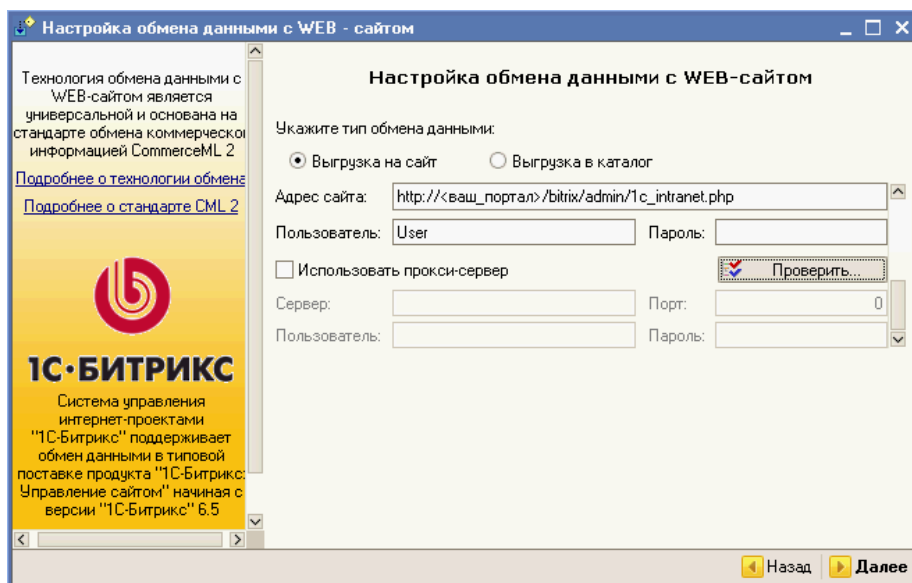 Настройка обмена данными с WEB - сайтом
Технология обмена данными с
WEB-сайтом является
универсальной и основана на
стандарте обмена коммерческо
информацией CommerceML 2
Подробнее о технологии обмена
Подробнее о стандарте CML 2
1С·БИТРИКС
Система управления
интернет-проектами
"1С-Битрикс" поддерживает
обмен данными в типовой
поставке продукта "1С-Битрикс:
Управление сайтом" начиная с
версии "1С-Битрикс" 6.5
Настройка обмена данными с WEB-сайтом
Укажите тип обмена данными:
Выгрузка на сайт Выгрузка в каталог
Адрес сайта: http://<ваш_портал>/bitrix/admin/1c_intranet.php
Пользователь: User Пароль:
Использовать прокси-сервер Проверить...
Сервер: Порт: 0
Пользователь: Пароль:
Назад Далее